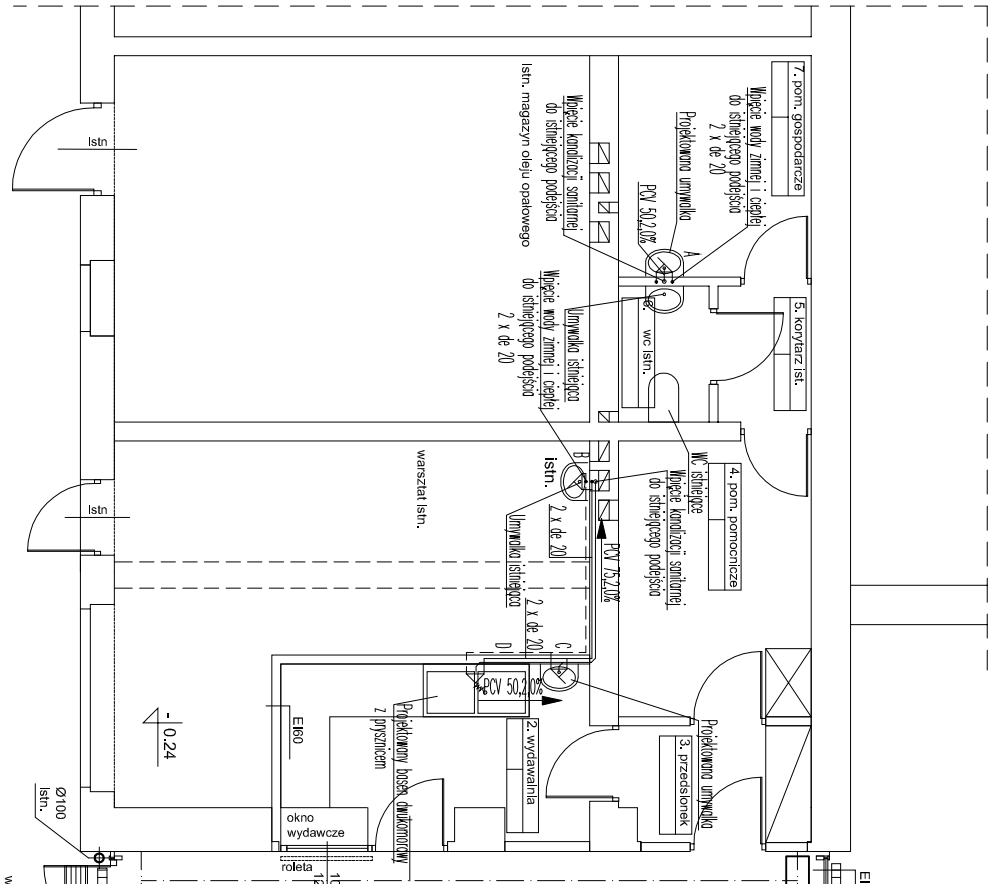 7. pom. gospodarcze
Wpięcie wody zimnej i ciepłej
do istniejącego podejścia
2 x de 20
Projektowana umywalka
PCV 50,2,0%
Wpięcie kanalizacji sanitarnej
do istniejącego podejścia
Istn. magazyn oleju opałowego
Istn
A
5. korytarz ist.
6. wc istn.
Umywalka istniejąca
Wpięcie wody zimnej i ciepłej
do istniejącego podejścia
2 x de 20
WC istniejące
4. pom. pomocnicze
Wpięcie kanalizacji sanitarnej
do istniejącego podejścia
B
istn.
warsztat istn.
2 x de 20
PCV 75,2,0%
Umywalka istniejąca
Istn
2 x de 20
C
D
PCV 50,2,0%
Projektowany basen dwukomorowy
z prysznicem
2. wydawalnia
3. przedsionek
Projektowana umywalka
EI60
-
0.24
okno
wydawcze
roleta
Ø100
istn.
10
12
EI
w